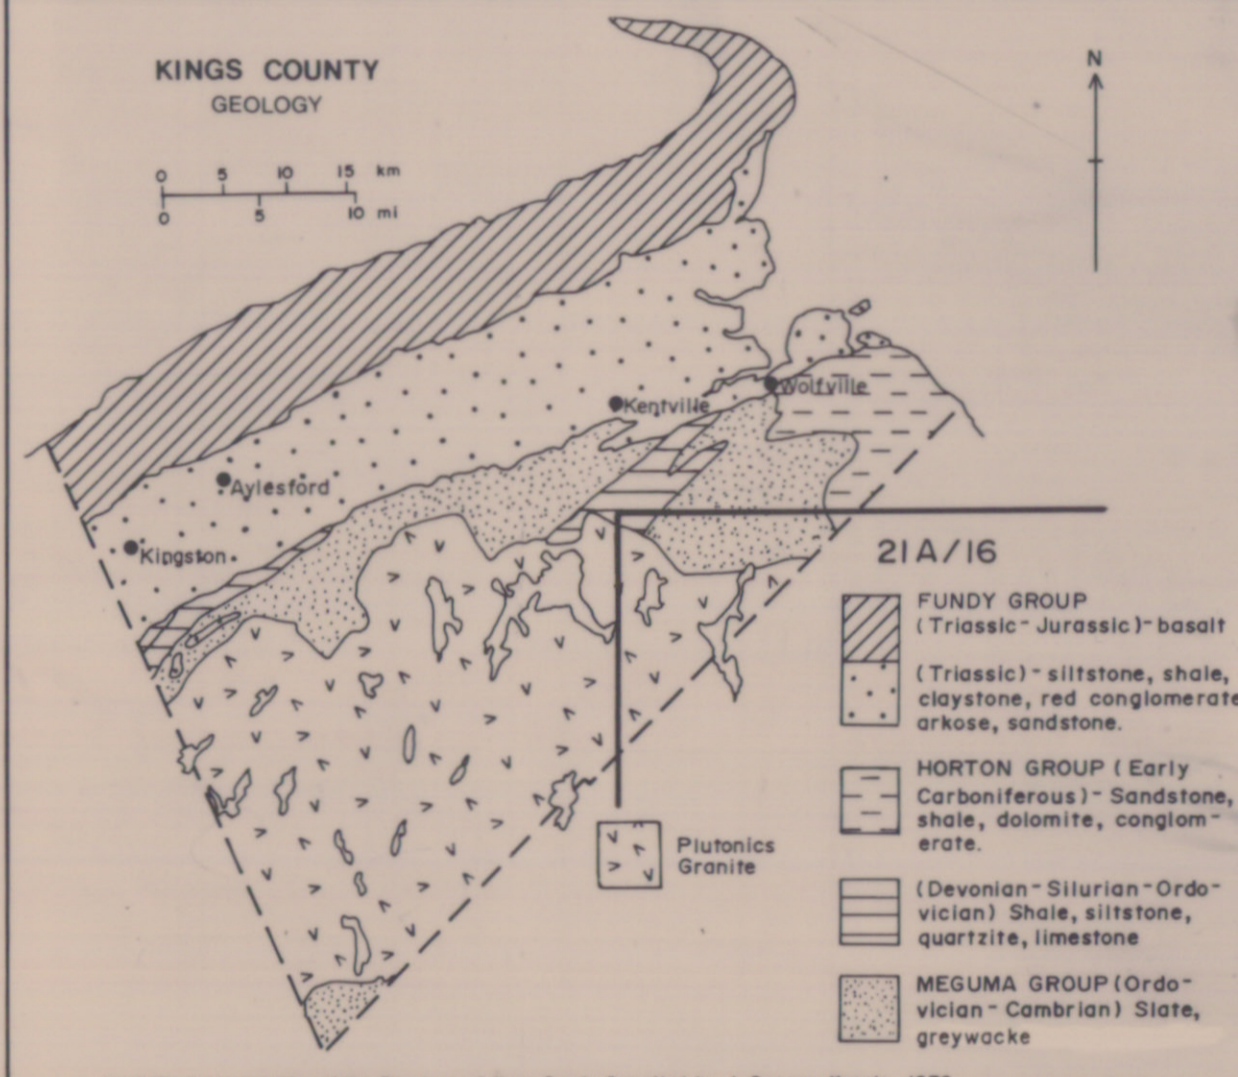 KINGS COUNTY
GEOLOGY
0 5 10 15 km
0 5 10 mi
N
Wolfville
Kentville
Aylesford
Kingston
21A/16
FUNDY GROUP
(Triassic-Jurassic)-basalt
(Triassic)-siltstone, shale,
claystone, red conglomerate
arkose, sandstone.
HORTON GROUP (Early
Carboniferous)-Sandstone,
shale, dolomite, conglom-
erate.
Plutonics
Granite
(Devonian-Silurian-Ordo-
vician) Shale, siltstone,
quartzite, limestone
MEGUMA GROUP (Ordo-
vician-Cambrian) Slate,
greywacke